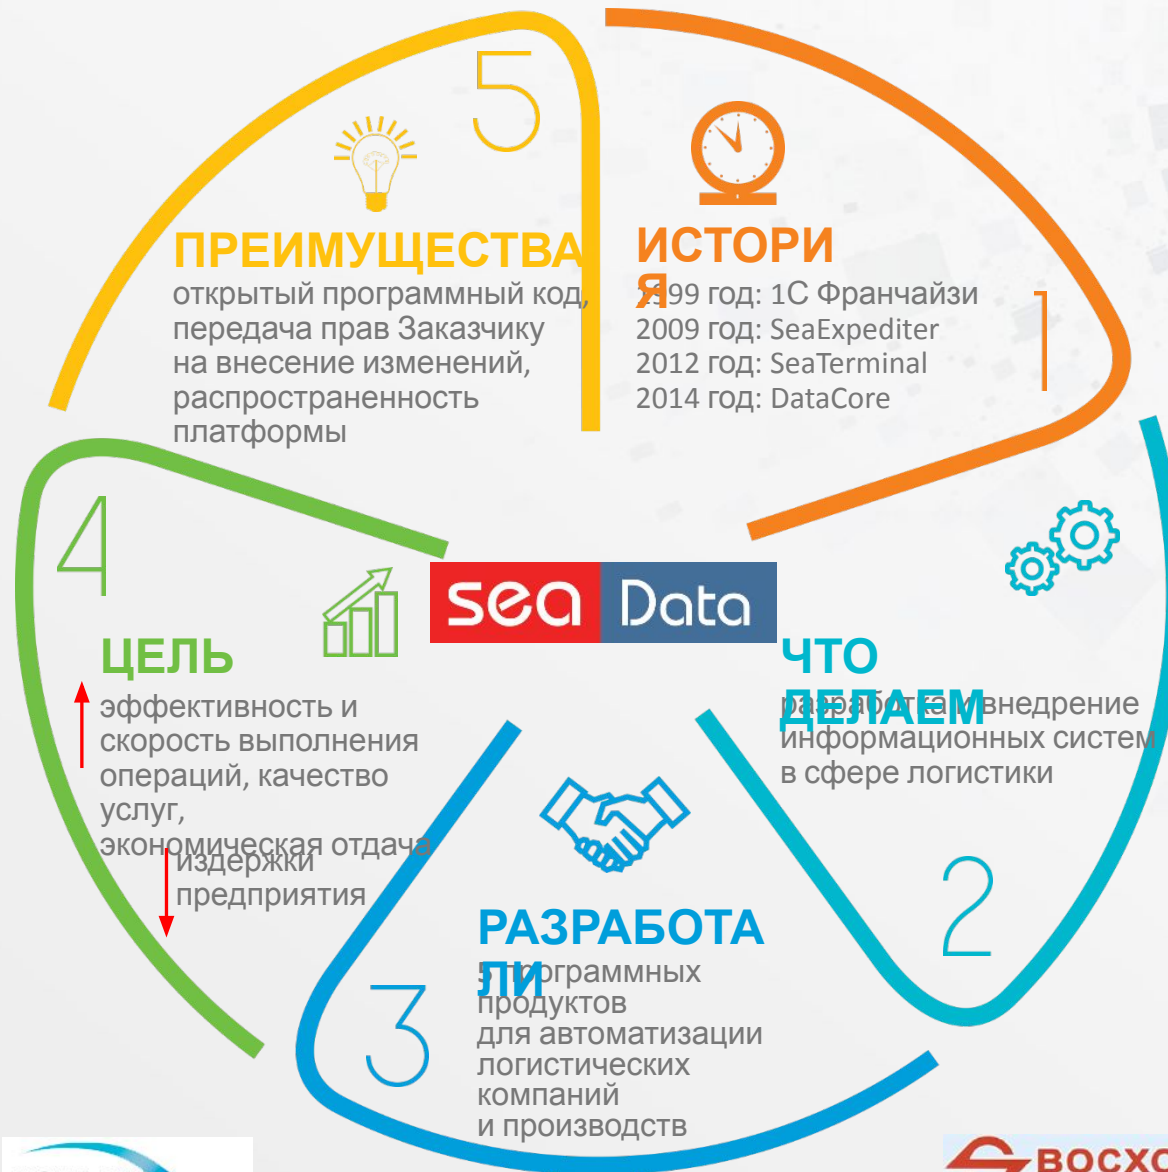 5
ПРЕИМУЩЕСТВА
открытый программный код,
передача прав Заказчику
на внесение изменений,
распространенность
платформы
ИСТОРИ
Я
1999 год: 1С Франчайзи
2009 год: SeaExpediter
2012 год: SeaTerminal
2014 год: DataCore
1
4
ЦЕЛЬ
эффективность и
скорость выполнения
операций, качество
услуг,
экономическая отдача
издержки
предприятия
sea Data
ЧТО
ДЕЛАЕМ
разработка и внедрение
информационных систем
в сфере логистики
2
РАЗРАБОТА
ЛИ
5 программных
продуктов
для автоматизации
логистических
компаний
и производств
3